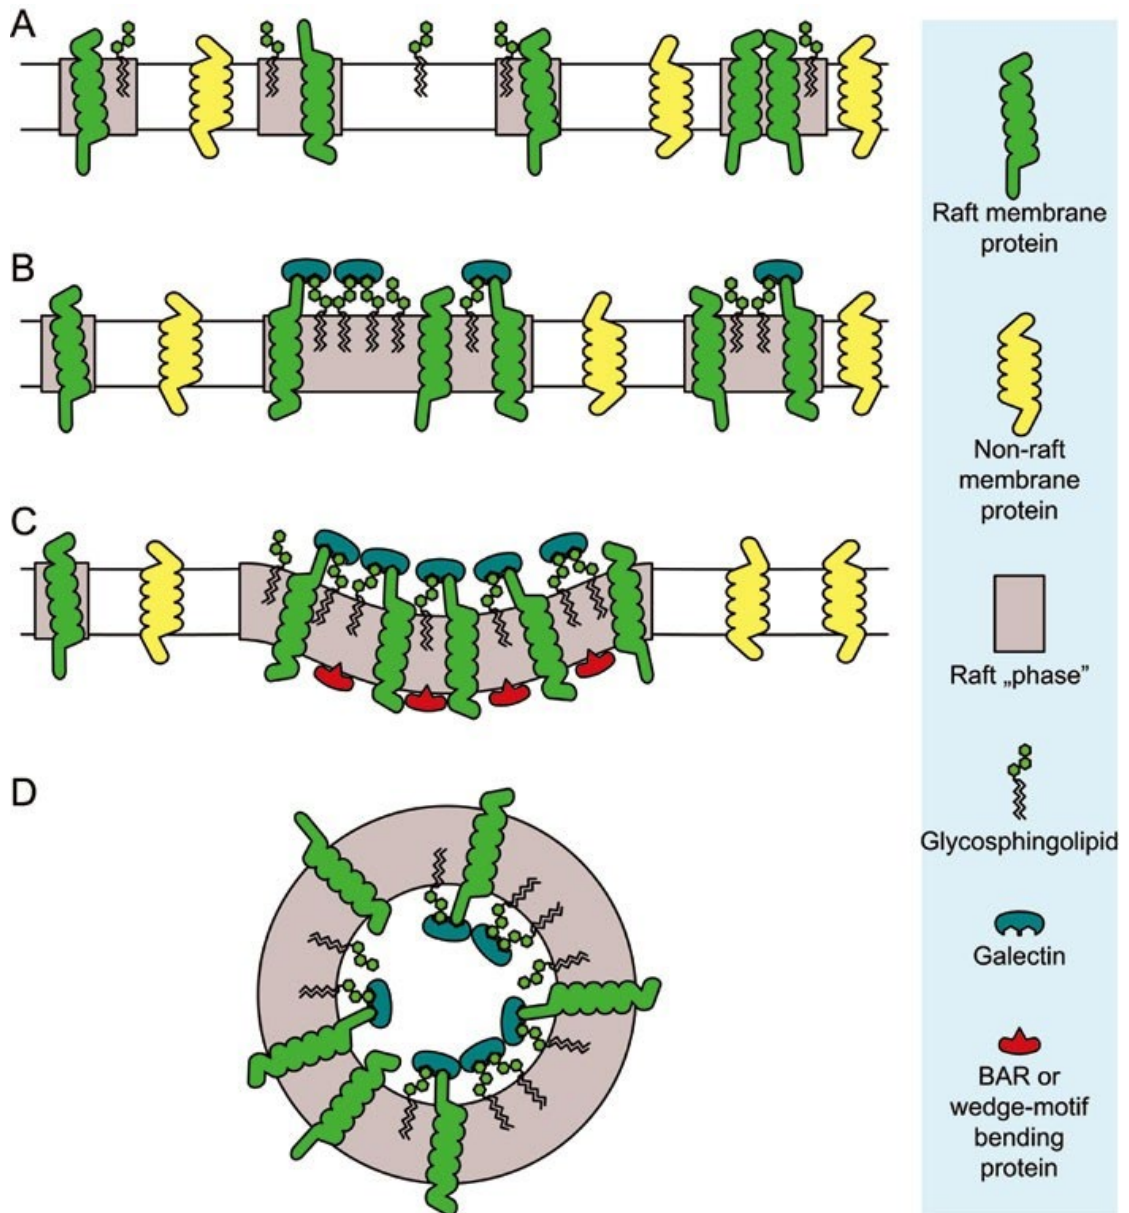 A
B
C
D
Raft membrane
protein
Non-raft
membrane
protein
Raft „phase”
Glycosphingolipid
Galectin
BAR or
wedge-motif
bending
protein